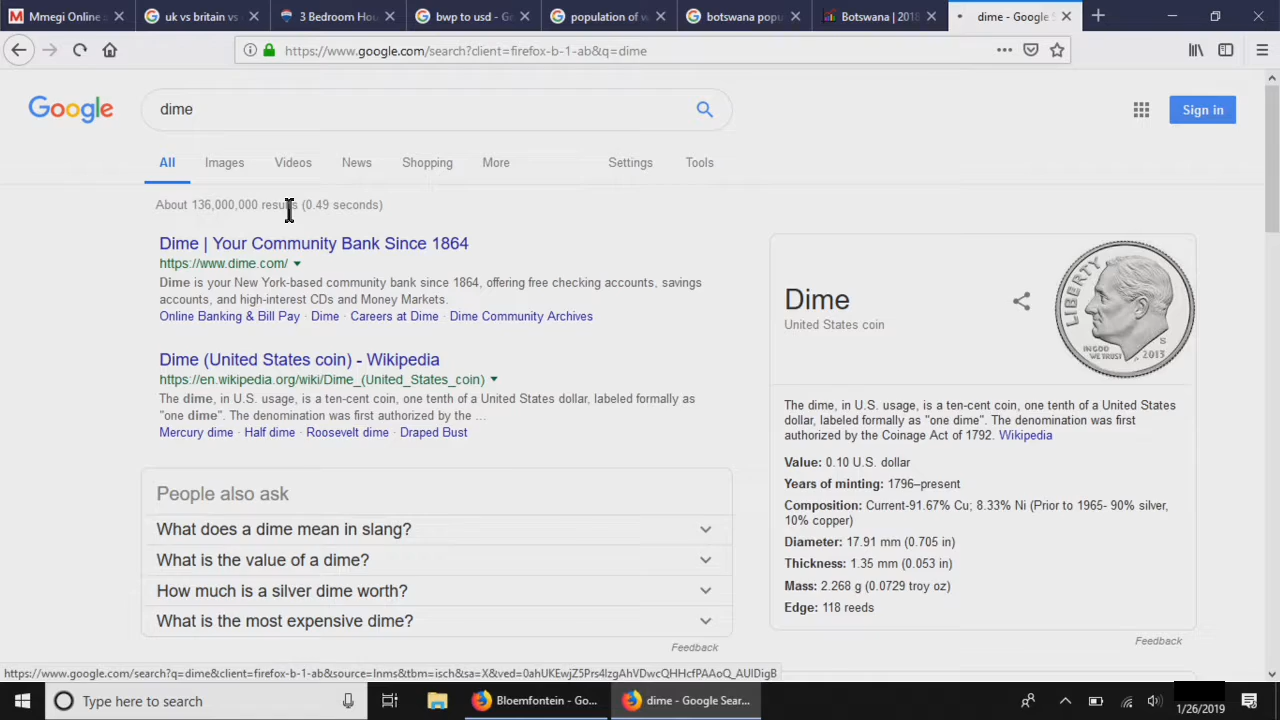 Mmegi Online
uk vs britain vs
3 Bedroom Hou
bwp to usd - Go
population of w
botswana popu
Botswana | 2018
dime - Google S
https://www.google.com/search?client=firefox-b-1-ab&q=dime
Google
dime
Sign in
All
Images
Videos
News
Shopping
More
Settings
Tools
About 136,000,000 results (0.49 seconds)
Dime | Your Community Bank Since 1864
https://www.dime.com/
Dime is your New York-based community bank since 1864, offering free checking accounts, savings
accounts, and high-interest CDs and Money Markets.
Online Banking & Bill Pay · Dime · Careers at Dime · Dime Community Archives
Dime (United States coin) - Wikipedia
https://en.wikipedia.org/wiki/Dime_(United_States_coin)
The dime, in U.S. usage, is a ten-cent coin, one tenth of a United States dollar, labeled formally as
"one dime". The denomination was first authorized by the ...
Mercury dime · Half dime · Roosevelt dime · Draped Bust
People also ask
What does a dime mean in slang?
What is the value of a dime?
How much is a silver dime worth?
What is the most expensive dime?
Feedback
Dime
United States coin
LIBERTY
IN GOD
WE TRUST
S
2013
The dime, in U.S. usage, is a ten-cent coin, one tenth of a United States
dollar, labeled formally as "one dime". The denomination was first
authorized by the Coinage Act of 1792. Wikipedia
Value: 0.10 U.S. dollar
Years of minting: 1796–present
Composition: Current-91.67% Cu; 8.33% Ni (Prior to 1965- 90% silver,
10% copper)
Diameter: 17.91 mm (0.705 in)
Thickness: 1.35 mm (0.053 in)
Mass: 2.268 g (0.0729 troy oz)
Edge: 118 reeds
Feedback
Type here to search
Bloemfontein - Go...
dime - Google Sear...
1/26/2019